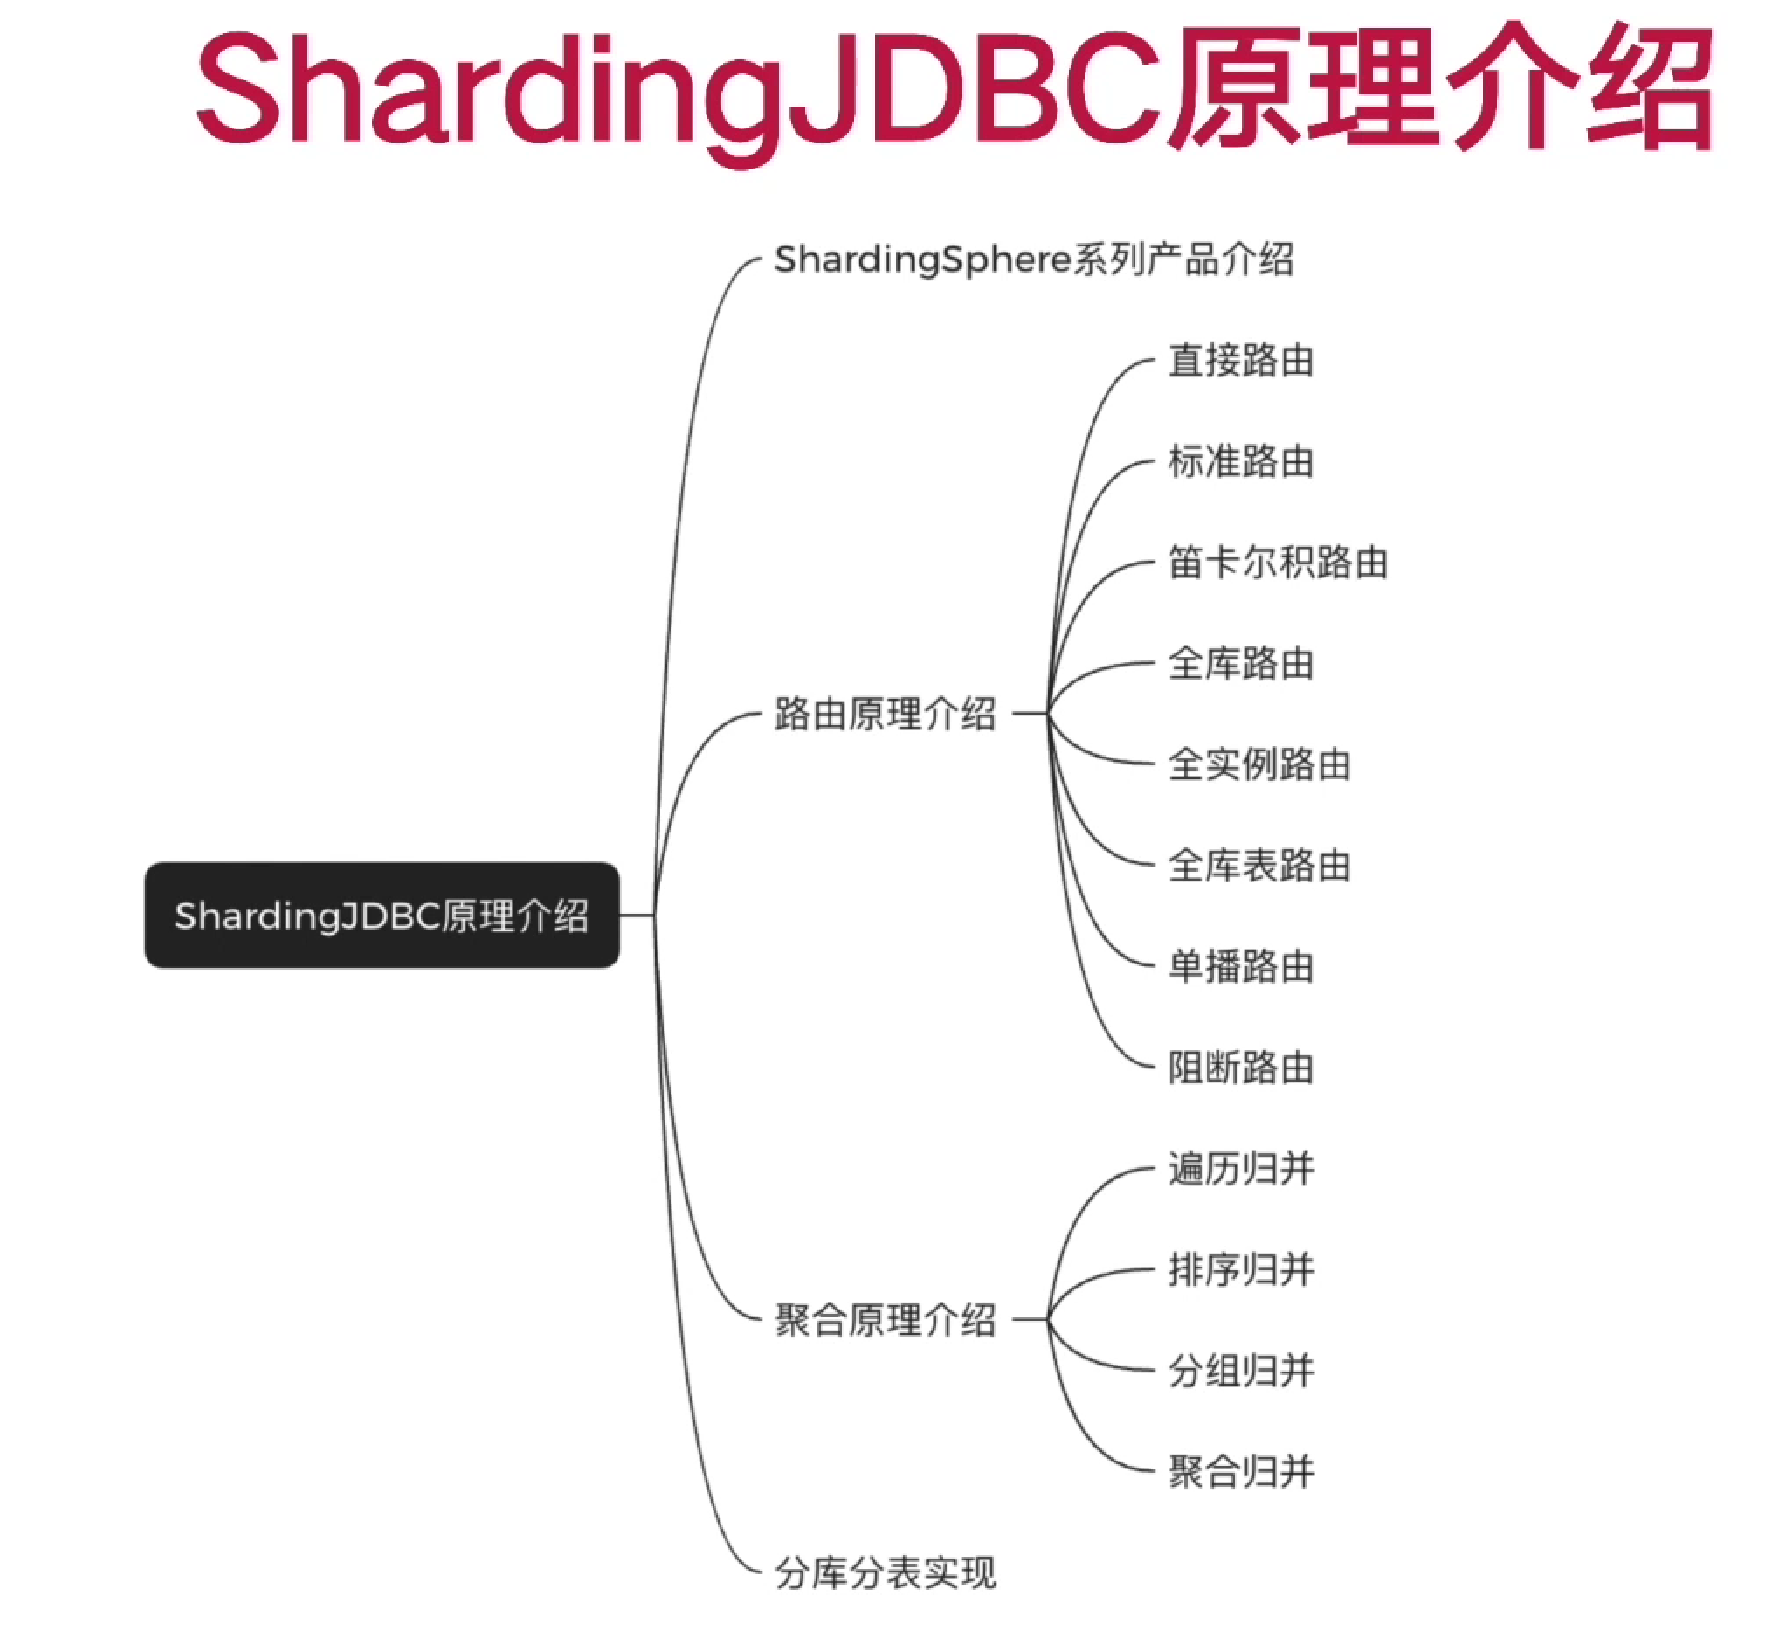 ShardingJDBC原理介绍
ShardingJDBC原理介绍
ShardingSphere系列产品介绍
路由原理介绍
直接路由
标准路由
笛卡尔积路由
全库路由
全实例路由
全库表路由
单播路由
阻断路由
聚合原理介绍
遍历归并
排序归并
分组归并
聚合归并
分库分表实现